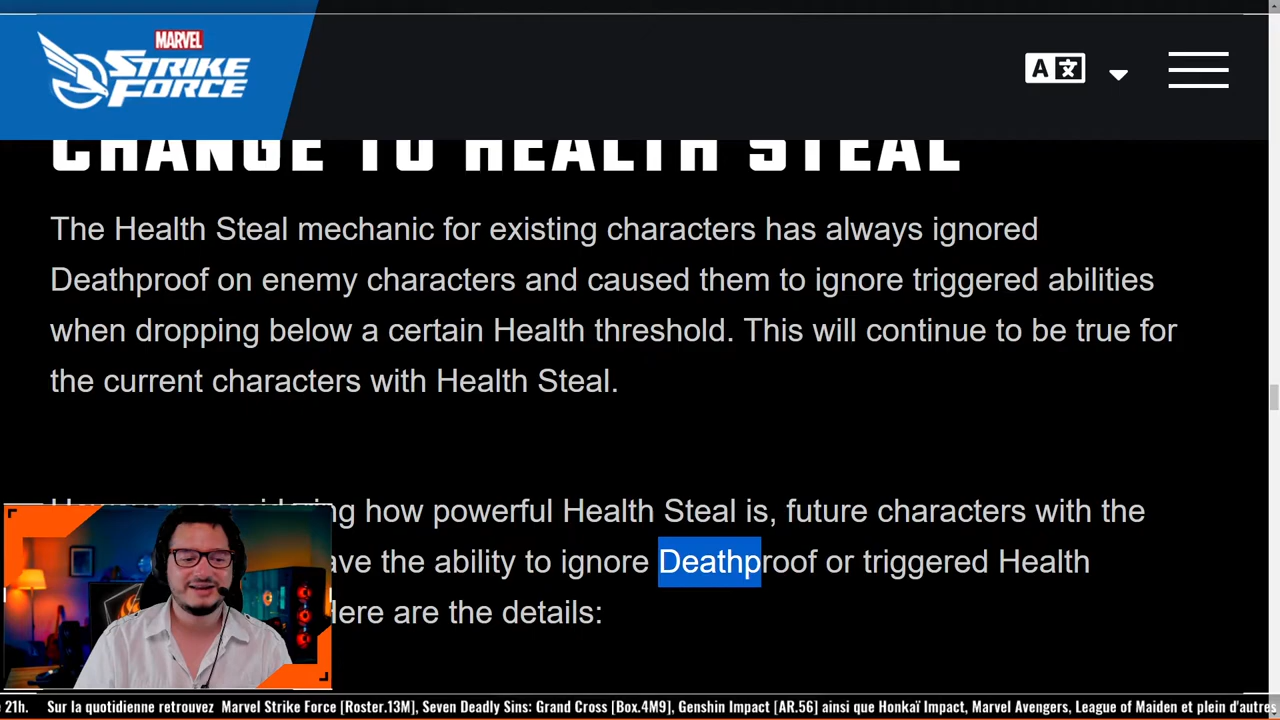 MARVEL
STRIKE
FORCE
A 文
CHANGE TO HEALTH STEAL
The Health Steal mechanic for existing characters has always ignored
Deathproof on enemy characters and caused them to ignore triggered abilities
when dropping below a certain Health threshold. This will continue to be true for
the current characters with Health Steal.
how powerful Health Steal is, future characters with the
the ability to ignore Deathproof or triggered Health
are the details:
21h. Sur la quotidienne retrouvez Marvel Strike Force [Roster.13M], Seven Deadly Sins: Grand Cross [Box.4M9], Genshin Impact [AR.56] ainsi que Honkaï Impact, Marvel Avengers, League of Maiden et plein d'autres